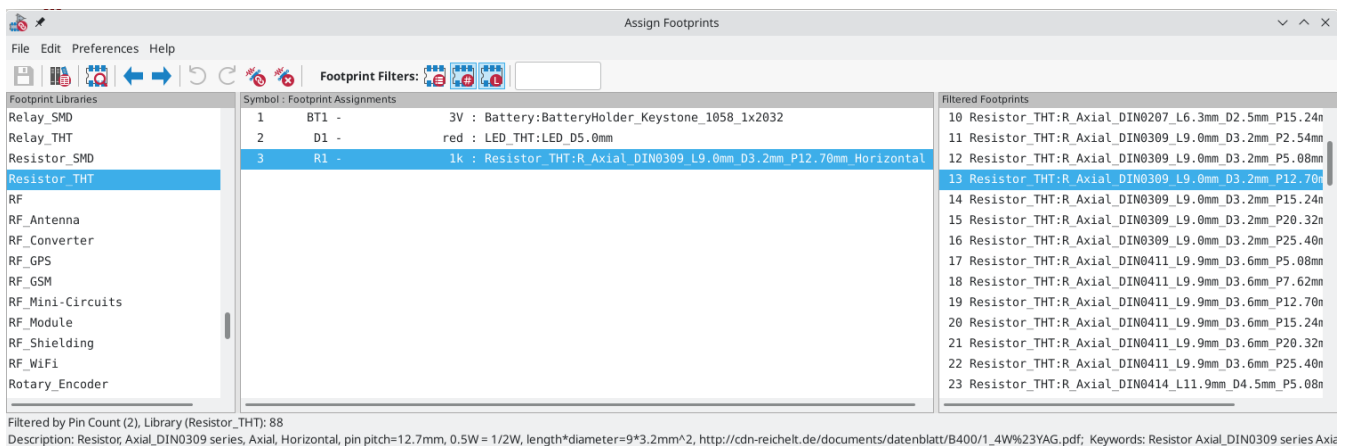 Assign Footprints
File Edit Preferences Help
Footprint Filters:
Footprint Libraries
Relay_SMD
Relay_THT
Resistor_SMD
Resistor_THT
RF
RF_Antenna
RF_Converter
RF_GPS
RF_GSM
RF_Mini-Circuits
RF_Module
RF_Shielding
RF_WiFi
Rotary_Encoder
Symbol : Footprint Assignments
1 BT1 - 3V : Battery:BatteryHolder_Keystone_1058_1x2032
2 D1 - red : LED_THT:LED_D5.0mm
3 R1 - 1k : Resistor_THT:R_Axial_DIN0309_L9.0mm_D3.2mm_P12.70mm_Horizontal
Filtered Footprints
10 Resistor_THT:R_Axial_DIN0207_L6.3mm_D2.5mm_P15.24m
11 Resistor_THT:R_Axial_DIN0309_L9.0mm_D3.2mm_P2.54mm
12 Resistor_THT:R_Axial_DIN0309_L9.0mm_D3.2mm_P5.08mm
13 Resistor_THT:R_Axial_DIN0309_L9.0mm_D3.2mm_P12.70m
14 Resistor_THT:R_Axial_DIN0309_L9.0mm_D3.2mm_P15.24m
15 Resistor_THT:R_Axial_DIN0309_L9.0mm_D3.2mm_P20.32m
16 Resistor_THT:R_Axial_DIN0309_L9.0mm_D3.2mm_P25.40m
17 Resistor_THT:R_Axial_DIN0411_L9.9mm_D3.6mm_P5.08mm
18 Resistor_THT:R_Axial_DIN0411_L9.9mm_D3.6mm_P7.62mm
19 Resistor_THT:R_Axial_DIN0411_L9.9mm_D3.6mm_P12.70m
20 Resistor_THT:R_Axial_DIN0411_L9.9mm_D3.6mm_P15.24m
21 Resistor_THT:R_Axial_DIN0411_L9.9mm_D3.6mm_P20.32m
22 Resistor_THT:R_Axial_DIN0411_L9.9mm_D3.6mm_P25.40m
23 Resistor_THT:R_Axial_DIN0414_L11.9mm_D4.5mm_P5.08m
Filtered by Pin Count (2), Library (Resistor_THT): 88
Description: Resistor, Axial_DIN0309 series, Axial, Horizontal, pin pitch=12.7mm, 0.5W = 1/2W, length*diameter=9*3.2mm^2, http://cdn-reichelt.de/documents/datenblatt/B400/1_4W%23YAG.pdf; Keywords: Resistor Axial_DIN0309 series Axia